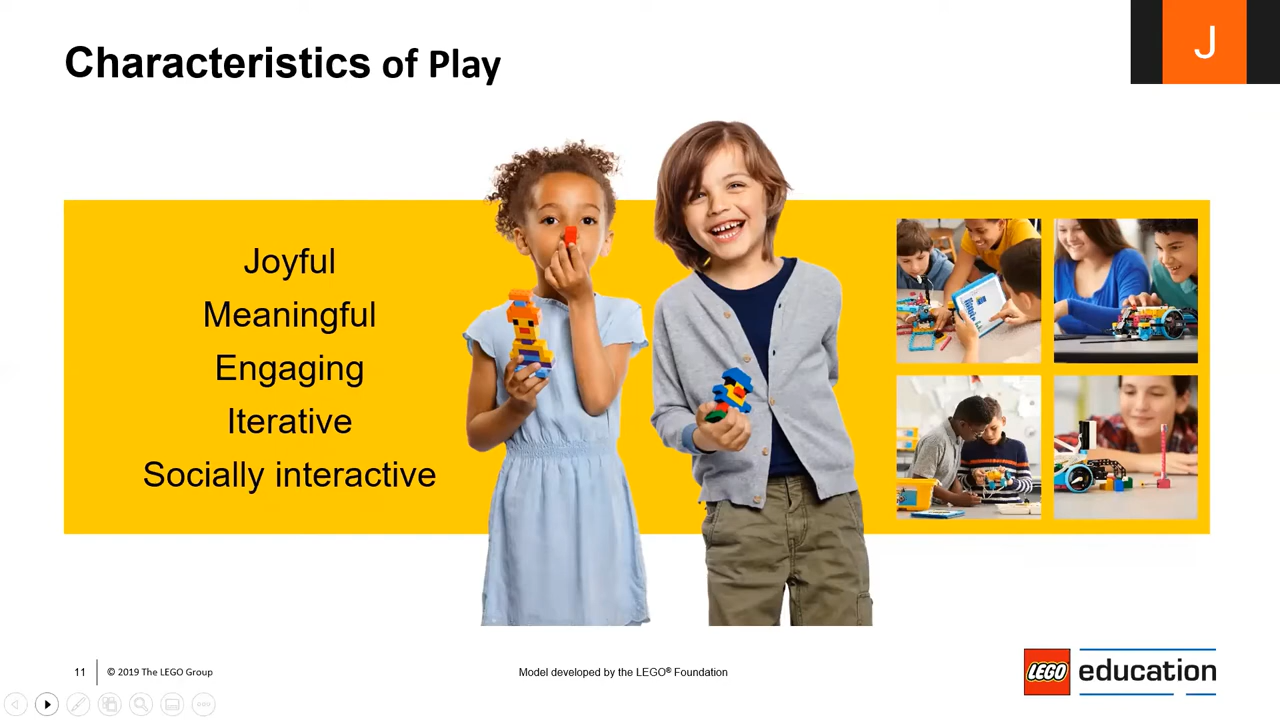 Characteristics of Play
J
Joyful
Meaningful
Engaging
Iterative
Socially interactive
11
© 2019 The LEGO Group
Model developed by the LEGO® Foundation
LEGO education